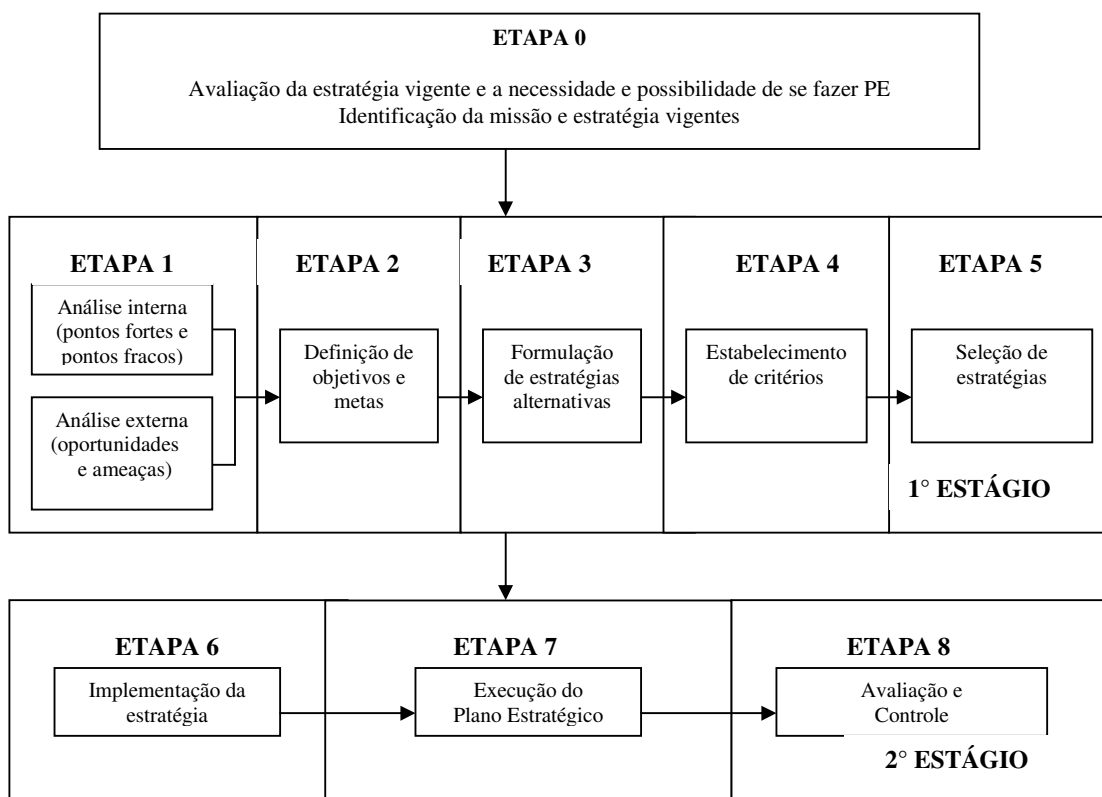 ETAPA 0
Avaliação da estratégia vigente e a necessidade e possibilidade de se fazer PE
Identificação da missão e estratégia vigentes
ETAPA 1
Análise interna
(pontos fortes e
pontos fracos)
Análise externa
(oportunidades
e ameaças)
ETAPA 2
Definição de
objetivos e
metas
ETAPA 3
Formulação
de estratégias
alternativas
ETAPA 4
Estabelecimento
de critérios
ETAPA 5
Seleção de
estratégias
1° ESTÁGIO
ETAPA 6
Implementação da
estratégia
ETAPA 7
Execução do
Plano Estratégico
ETAPA 8
Avaliação e
Controle
2° ESTÁGIO